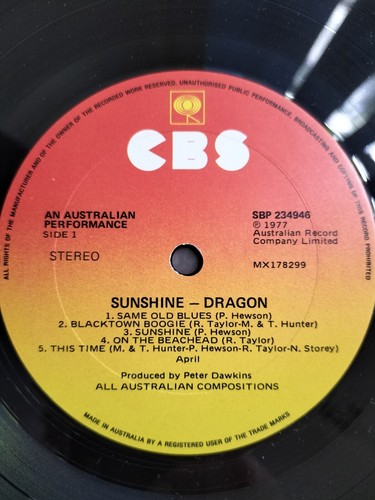 ALL RIGHTS OF THE MANUFACTURER AND OF THE OWNER OF THE RECORDED WORK RESERVED. UNAUTHORISED PUBLIC PERFORMANCE, BROADCASTING AND COPYING OF THIS RECORD PROHIBITED
CBS
AN AUSTRALIAN
PERFORMANCE
SIDE 1
STEREO
SBP 234946
℗ 1977
Australian Record
Company Limited
MX178299
SUNSHINE — DRAGON
1. SAME OLD BLUES (P. Hewson)
2. BLACKTOWN BOOGIE (R. Taylor-M. & T. Hunter)
3. SUNSHINE (P. Hewson)
4. ON THE BEACHEAD (R. Taylor)
5. THIS TIME (M. & T. Hunter-P. Hewson-R. Taylor-N. Storey)
April
Produced by Peter Dawkins
ALL AUSTRALIAN COMPOSITIONS
MADE IN AUSTRALIA BY A REGISTERED USER OF THE TRADE MARKS